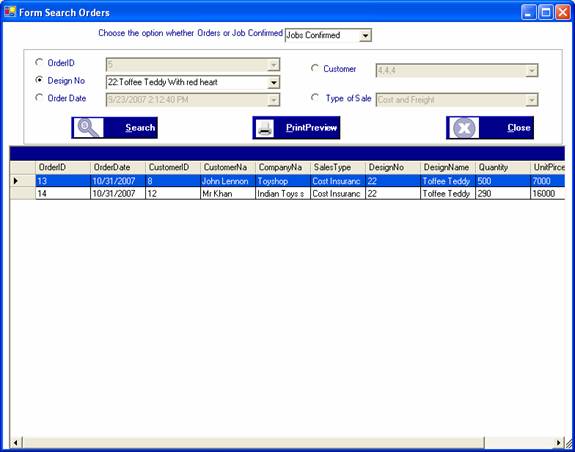 Form Search Orders
Choose the option whether Orders or Job Confirmed Jobs Confirmed
OrderID 5
Customer 4,4,4
Design No 22:Toffee Teddy With red heart
Order Date 9/23/2007 2:12:40 PM
Type of Sale Cost and Freight
Search PrintPreview Close
OrderID OrderDate CustomerID CustomerNa CompanyNa SalesType DesignNo DesignName Quantity UnitPirce
13 10/31/2007 8 John Lennon Toyshop Cost Insuranc 22 Toffee Teddy 500 7000
14 10/31/2007 12 Mr Khan Indian Toys s Cost Insuranc 22 Toffee Teddy 290 16000